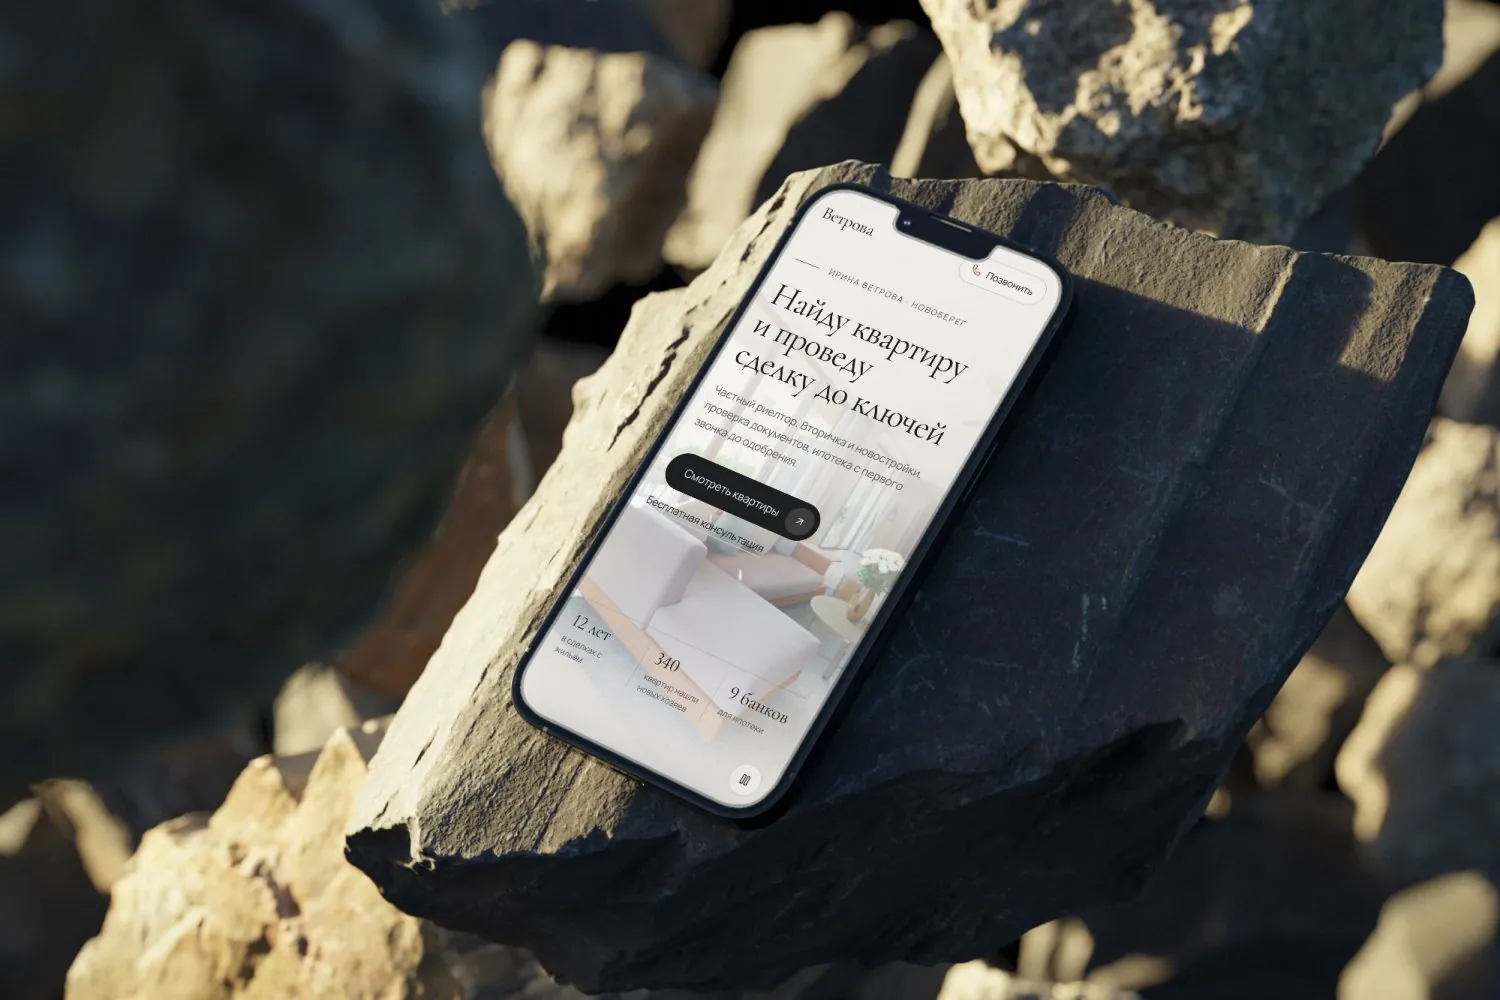 Ветрова
Позвонить
ИРИНА ВЕТРОВА · НОВОБЕРЕГ
Найду квартиру
и проведу
сделку до ключей
Частный риелтор. Вторичка и новостройки,
проверка документов, ипотека с первого
звонка до одобрения.
Смотреть квартиры
Бесплатная консультация
12 лет
в сделках с
жильём
340
квартир нашли
новых хозяев
9 банков
для ипотеки